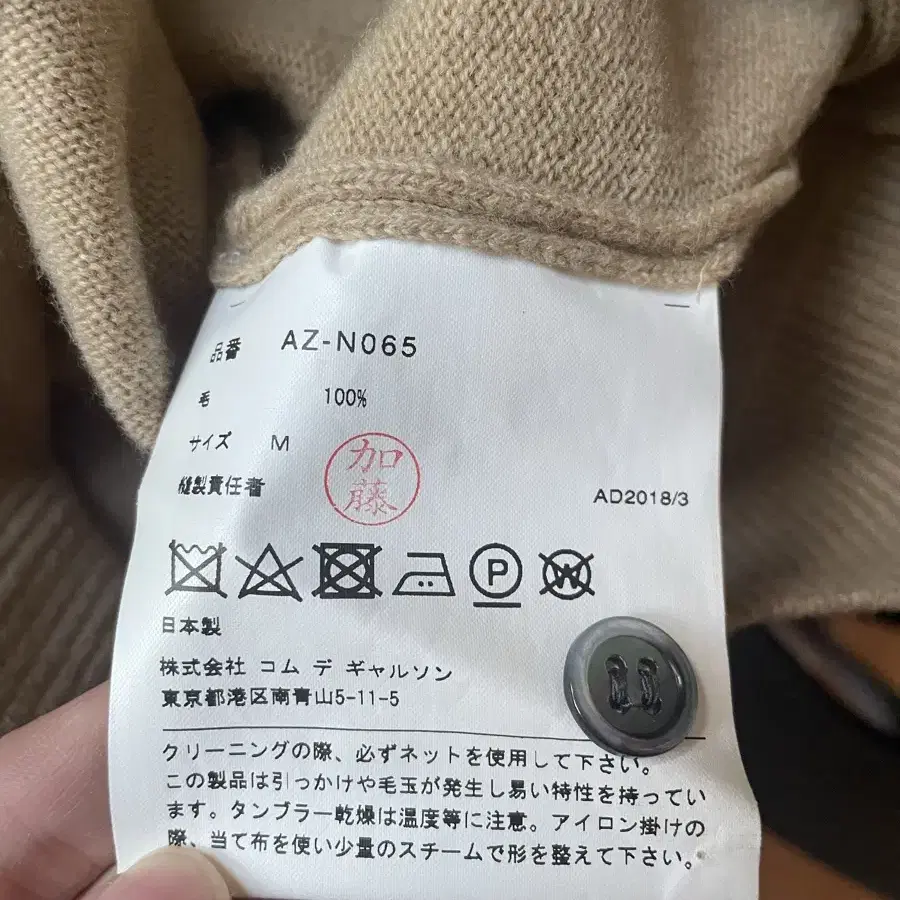 品番 AZ-N065
毛 100%
サイズ M
加藤
縫製責任者
AD2018/3
P
W
日本製
株式会社 コム デ ギャルソン
東京都港区南青山5-11-5
クリーニングの際、必ずネットを使用して下さい。
この製品は引っかけや毛玉が発生し易い特性を持ってい
ます。タンブラー乾燥は温度等に注意。アイロン掛けの
際、当て布を使い少量のスチームで形を整えて下さい。